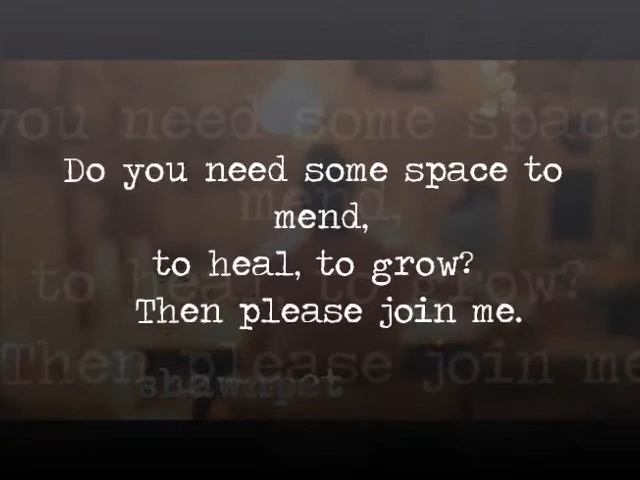 Do you need some space to
mend,
to heal, to grow?
Then please join me.